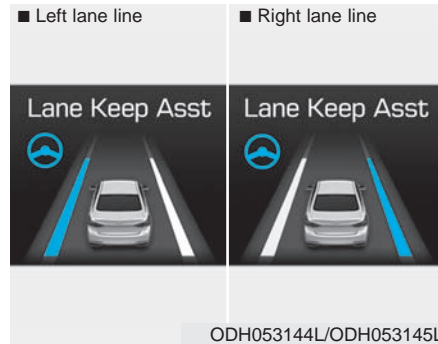 ■ Left lane line
■ Right lane line
Lane Keep Asst
Lane Keep Asst
ODH053144L/ODH053145L